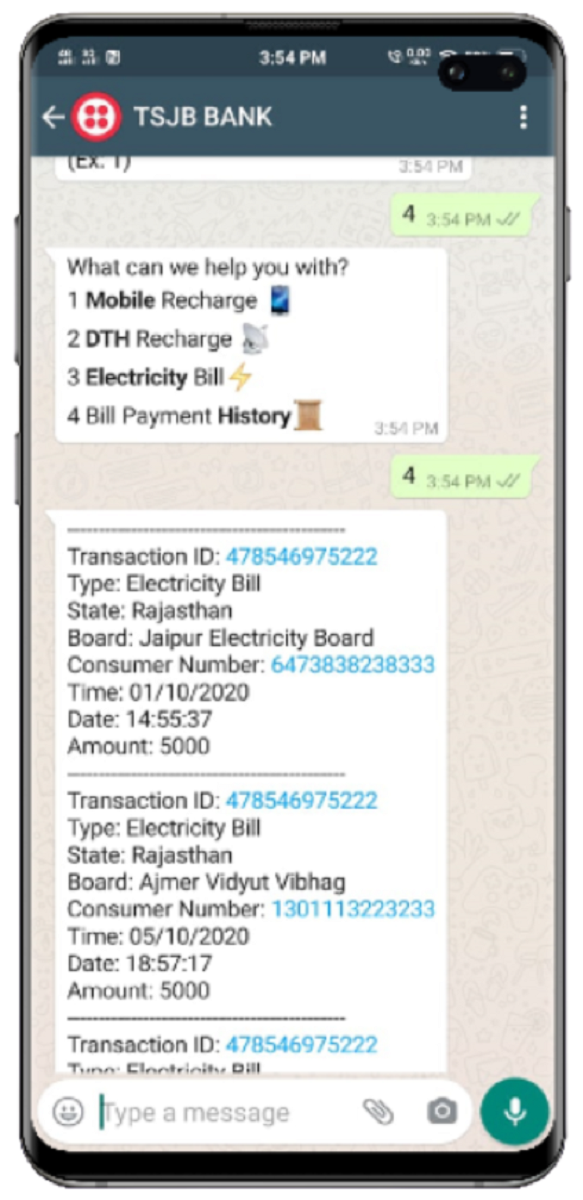 3:54 PM
TSJB BANK
(Ex. 1)
3:54 PM
4 3:54 PM
What can we help you with?
1 Mobile Recharge
2 DTH Recharge
3 Electricity Bill
4 Bill Payment History
3:54 PM
4 3:54 PM
Transaction ID: 478546975222
Type: Electricity Bill
State: Rajasthan
Board: Jaipur Electricity Board
Consumer Number: 6473838238333
Time: 01/10/2020
Date: 14:55:37
Amount: 5000
Transaction ID: 478546975222
Type: Electricity Bill
State: Rajasthan
Board: Ajmer Vidyut Vibhag
Consumer Number: 1301113223233
Time: 05/10/2020
Date: 18:57:17
Amount: 5000
Transaction ID: 478546975222
Type: Electricity Bill
Type a message